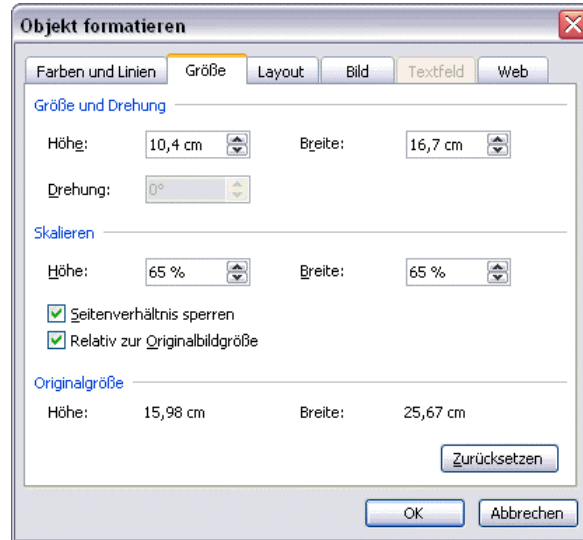 Objekt formatieren
Farben und Linien Größe Layout Bild Textfeld Web
Größe und Drehung
Höhe: 10,4 cm Breite: 16,7 cm
Drehung: 0°
Skalieren
Höhe: 65 % Breite: 65 %
Seitenverhältnis sperren
Relativ zur Originalbildgröße
Originalgröße
Höhe: 15,98 cm Breite: 25,67 cm
Zurücksetzen
OK Abbrechen